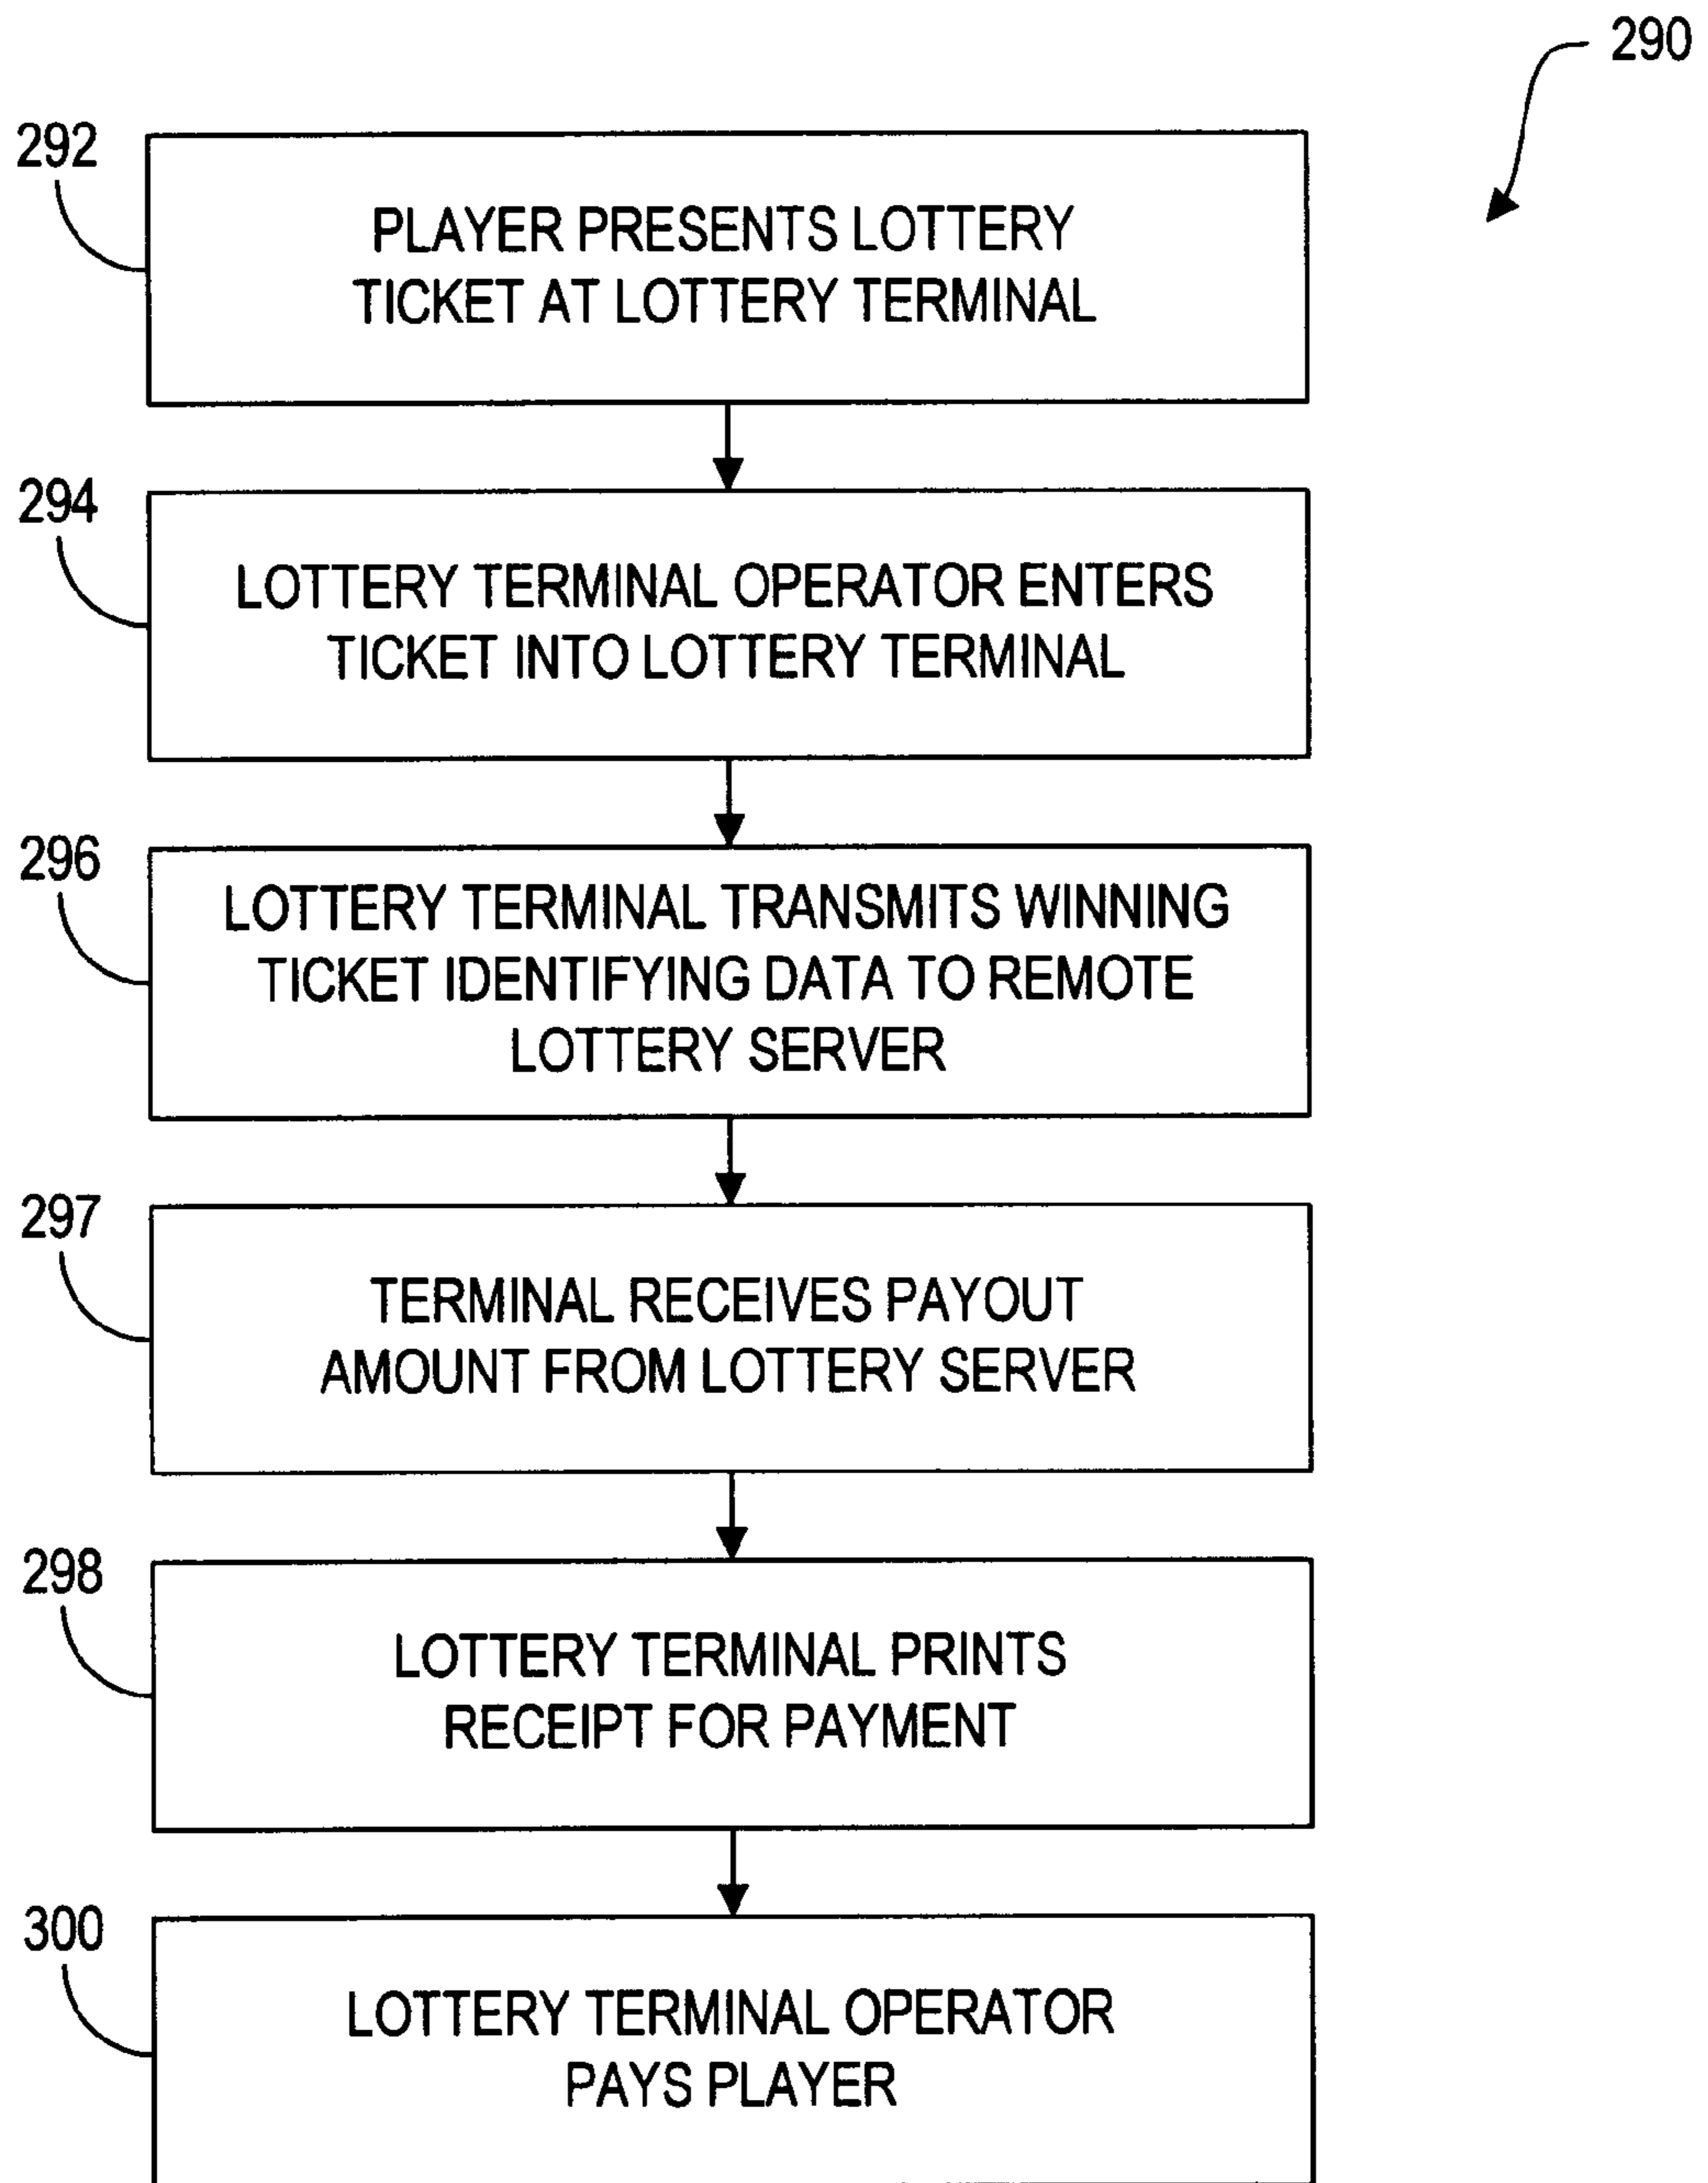 290
292
PLAYER PRESENTS LOTTERY
TICKET AT LOTTERY TERMINAL
294
LOTTERY TERMINAL OPERATOR ENTERS
TICKET INTO LOTTERY TERMINAL
296
LOTTERY TERMINAL TRANSMITS WINNING
TICKET IDENTIFYING DATA TO REMOTE
LOTTERY SERVER
297
TERMINAL RECEIVES PAYOUT
AMOUNT FROM LOTTERY SERVER
298
LOTTERY TERMINAL PRINTS
RECEIPT FOR PAYMENT
300
LOTTERY TERMINAL OPERATOR
PAYS PLAYER